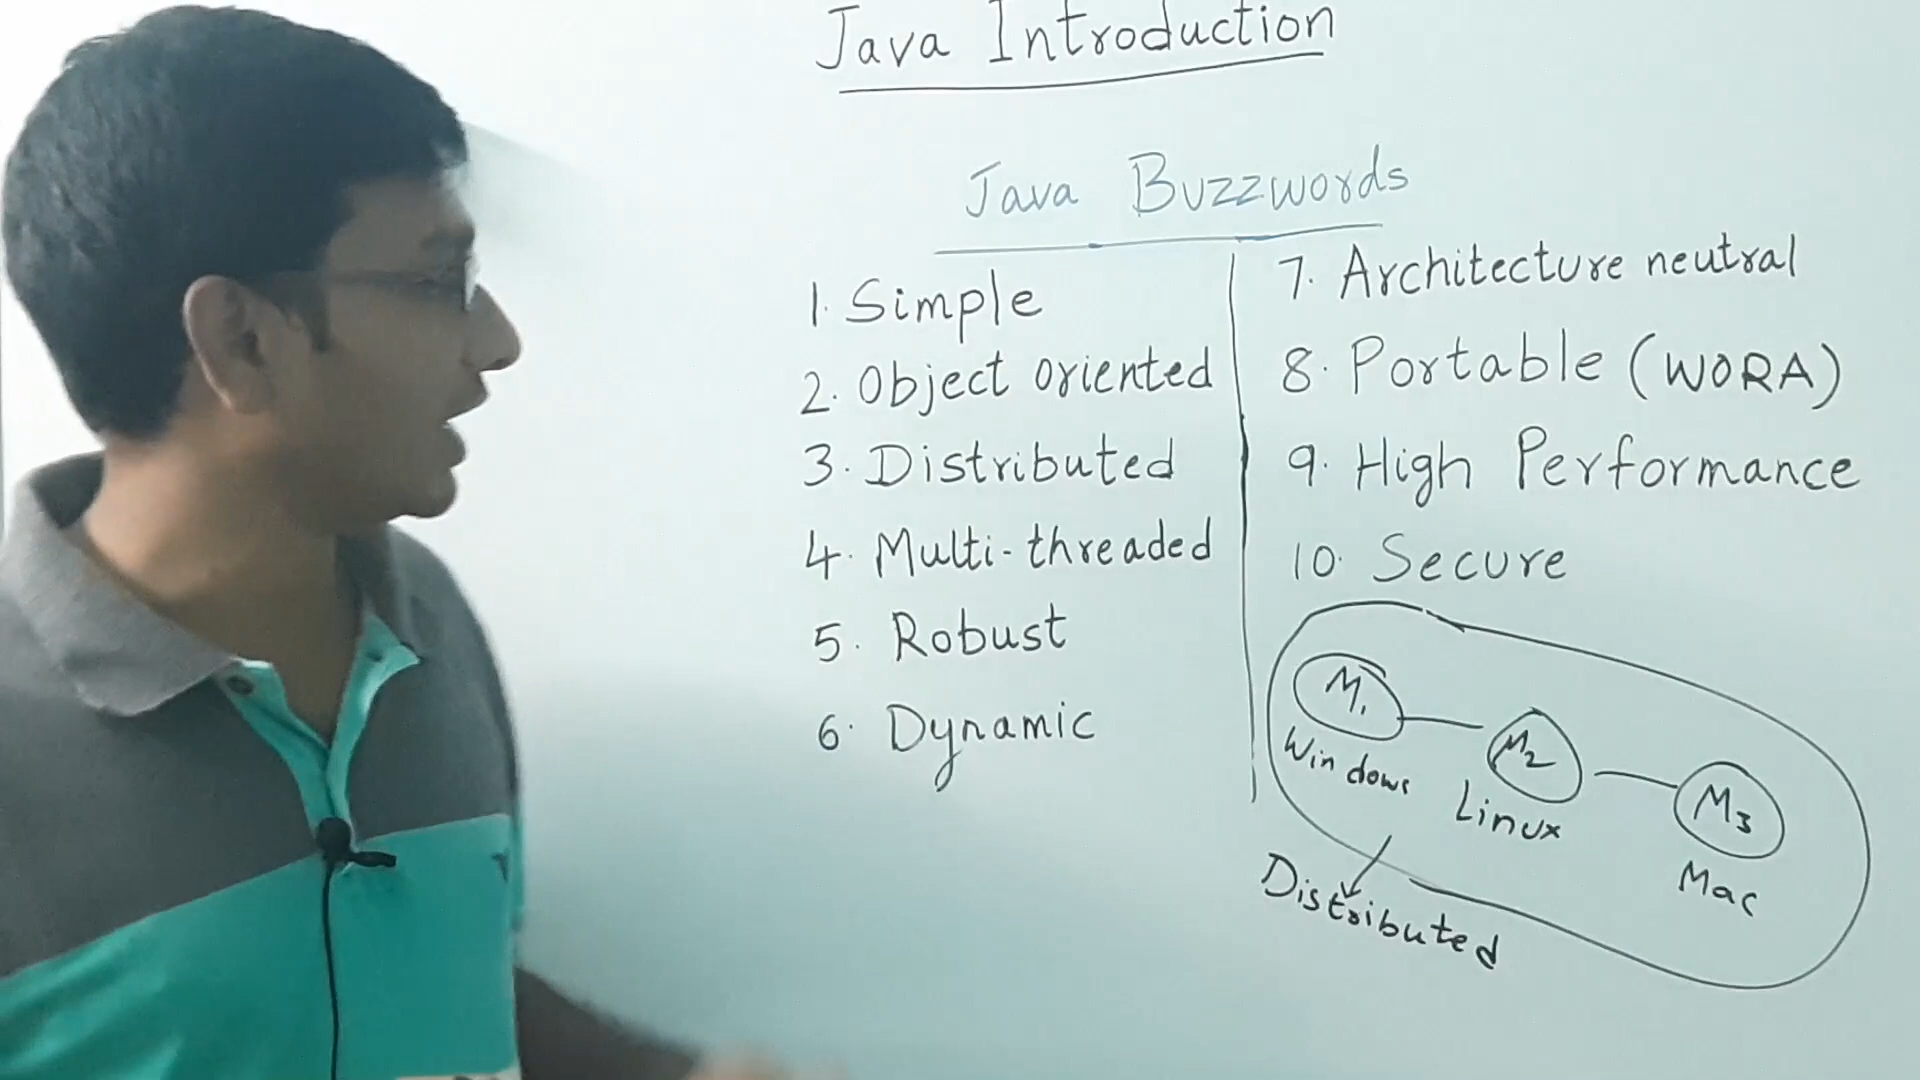 Java Introduction
Java Buzzwords
1. Simple
2. Object oriented
3. Distributed
4. Multi-threaded
5. Robust
6. Dynamic
7. Architecture neutral
8. Portable (WORA)
9. High Performance
10. Secure
M1
Windows
M2
Linux
M3
Mac
Distributed